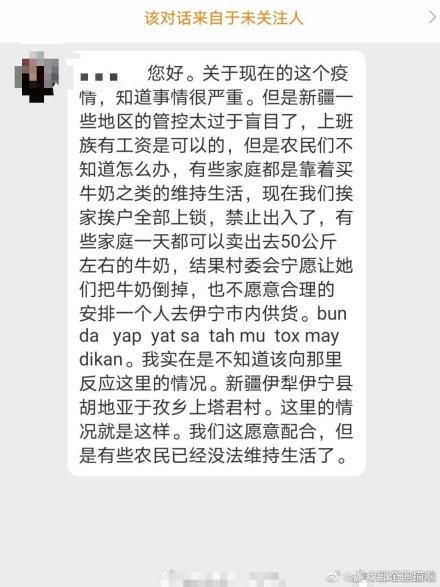 该对话来自于未关注人
您好。关于现在的这个疫
情，知道事情很严重。但是新疆一
些地区的管控太过于盲目了，上班
族有工资是可以的，但是农民们不
知道怎么办，有些家庭都是靠着买
牛奶之类的维持生活，现在我们挨
家挨户全部上锁，禁止出入了，有
些家庭一天都可以卖出去50公斤
左右的牛奶，结果村委会宁愿让她
们把牛奶倒掉，也不愿意合理的
安排一个人去伊宁市内供货。bun
da yap yat sa tah mu tox may
dikan。我实在是不知道该向那里
反应这里的情况。新疆伊犁伊宁县
胡地亚于孜乡上塔君村。这里的情
况就是这样。我们这愿意配合，但
是有些农民已经没法维持生活了。